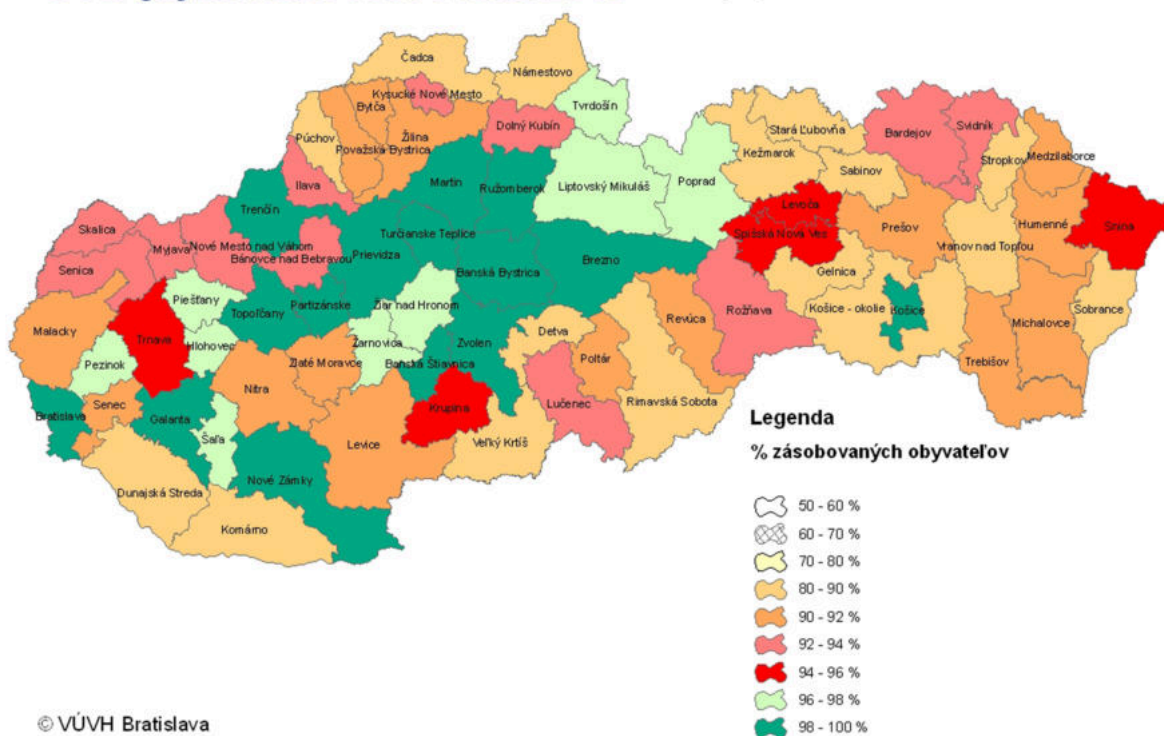 Čadca
Námestovo
Kysucké Nové Mesto
Tvrdošín
Bytča
Dolný Kubín
Stará Ľubovňa
Bardejov
Svidník
Púchov
Žilina
Považská Bystrica
Kežmarok
Stropkov
Medzilaborce
Sabinov
Ilava
Martin
Ružomberok
Liptovský Mikuláš
Poprad
Levoča
Trenčín
Turčianske Teplice
Prešov
Humenné
Snina
Skalica
Myjava
Nové Mesto nad Váhom
Bánovce nad Bebravou
Prievidza
Spišská Nová Ves
Vranov nad Topľou
Senica
Banská Bystrica
Brezno
Gelnica
Piešťany
Partizánske
Žiar nad Hronom
Topoľčany
Košice - okolie
Košice
Sobrance
Malacky
Trnava
Hlohovec
Žarnovica
Zvolen
Detva
Revúca
Rožňava
Michalovce
Pezinok
Zlaté Moravce
Banská Štiavnica
Poltár
Trebišov
Nitra
Bratislava
Senec
Galanta
Krupina
Lučenec
Rimavská Sobota
Šaľa
Levice
Veľký Krtíš
Nové Zámky
Dunajská Streda
Komárno
Legenda
% zásobovaných obyvateľov
50 - 60 %
60 - 70 %
70 - 80 %
80 - 90 %
90 - 92 %
92 - 94 %
94 - 96 %
96 - 98 %
98 - 100 %
© VÚVH Bratislava